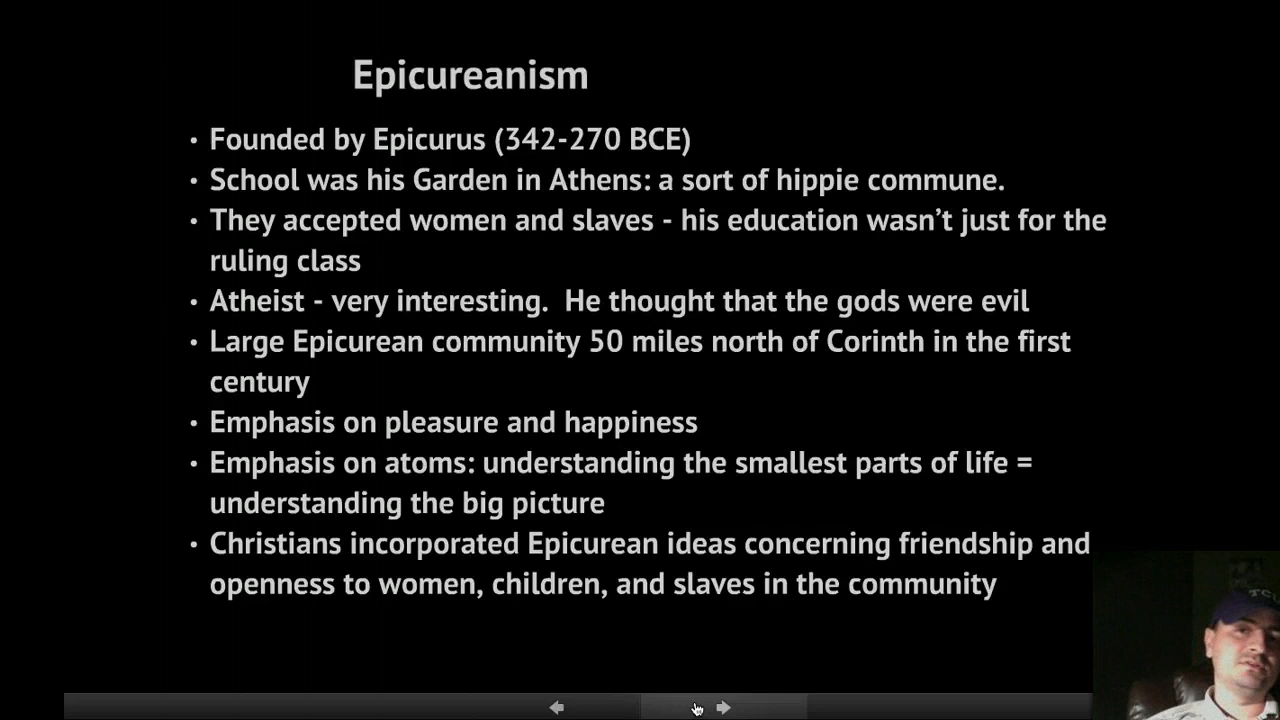 Epicureanism
• Founded by Epicurus (342-270 BCE)
• School was his Garden in Athens: a sort of hippie commune.
• They accepted women and slaves - his education wasn’t just for the
ruling class
• Atheist - very interesting.  He thought that the gods were evil
• Large Epicurean community 50 miles north of Corinth in the first
century
• Emphasis on pleasure and happiness
• Emphasis on atoms: understanding the smallest parts of life =
understanding the big picture
• Christians incorporated Epicurean ideas concerning friendship and
openness to women, children, and slaves in the community